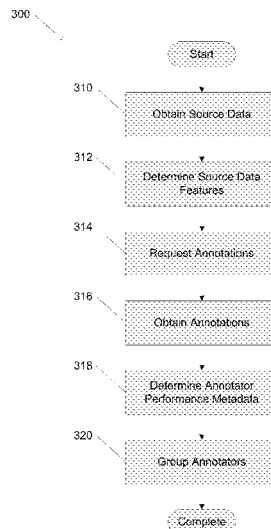 300
Start
310
Obtain Source Data
312
Determine Source Data
Features
314
Request Annotations
316
Obtain Annotations
318
Determine Annotator
Performance Metadata
320
Group Annotators
Complete